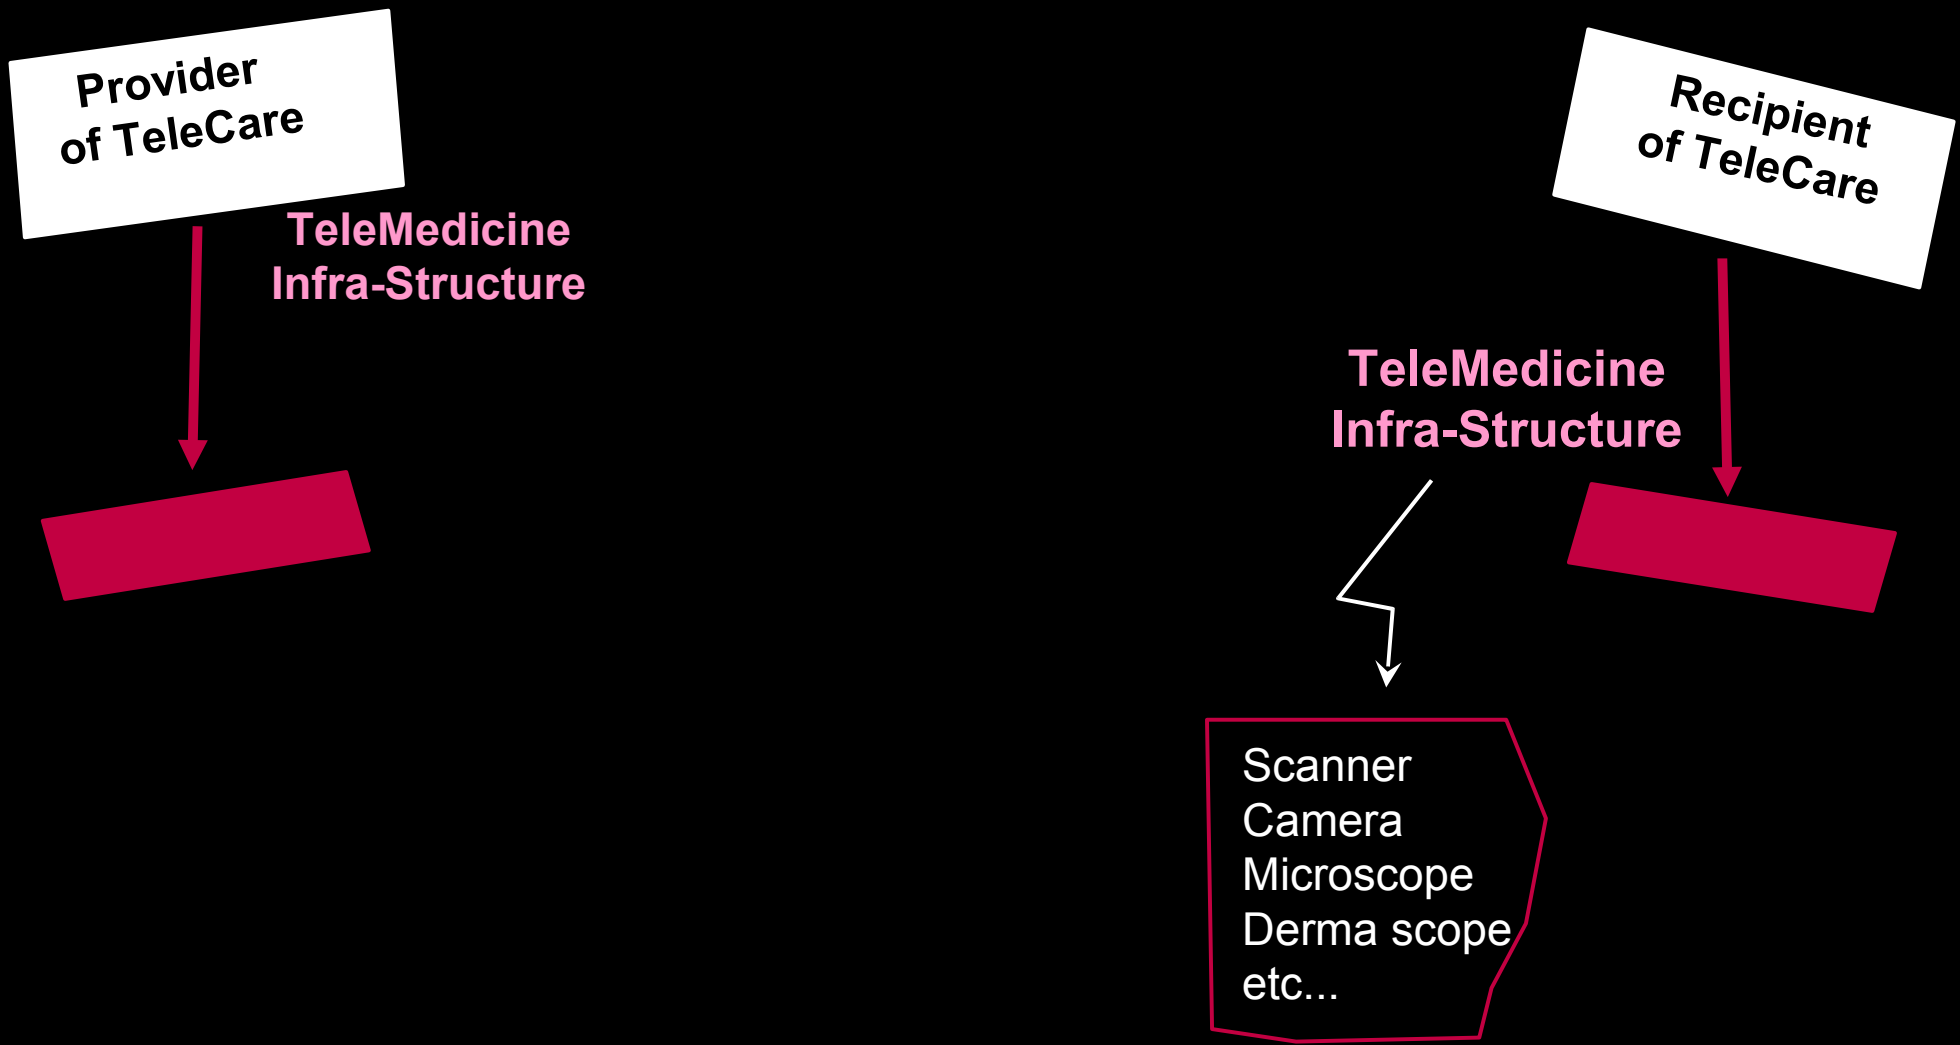 Provider
of TeleCare
TeleMedicine
Infra-Structure
Recipient
of TeleCare
TeleMedicine
Infra-Structure
Scanner
Camera
Microscope
Derma scope
etc...